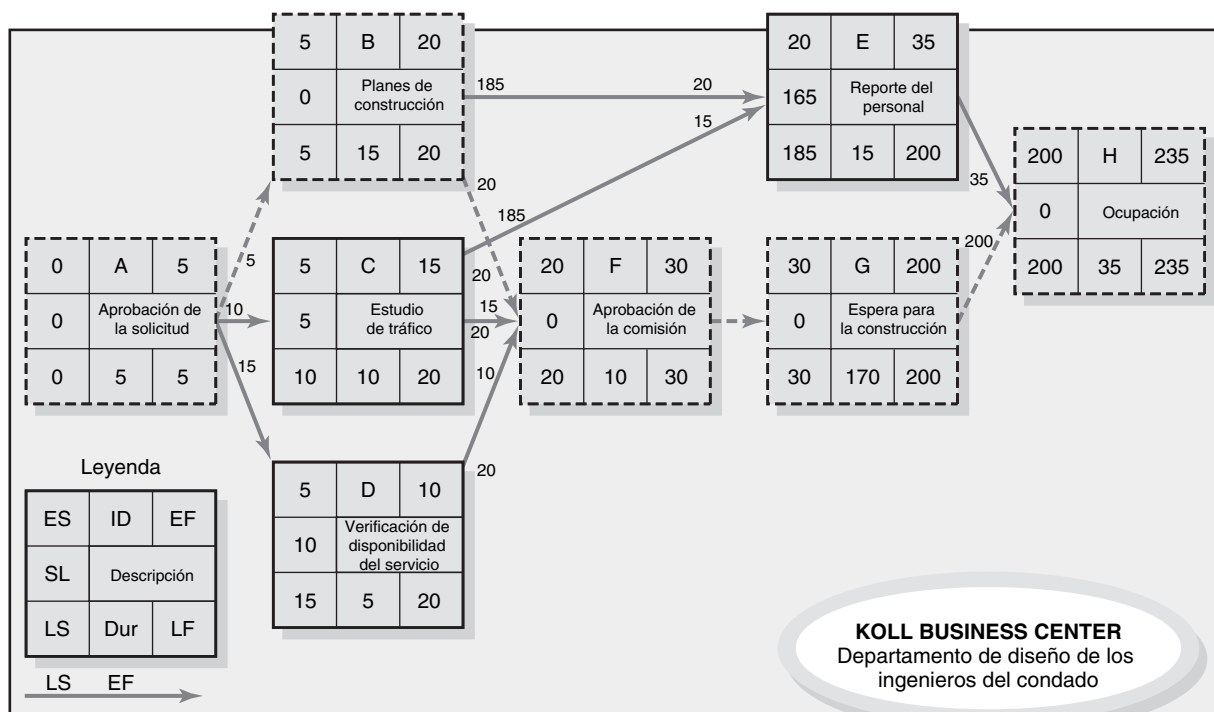 5 B 20
0 Planes de
construcción
5 15 20
185 20
20 E 35
165 Reporte del
personal
185 15 200
15
185
20
35
200 H 235
0 Ocupación
200 35 235
200
0 A 5
0 Aprobación de
la solicitud
0 5 5
5
10
15
5 C 15
5 Estudio
de tráfico
10 10 20
20
15
20
10
20
20 F 30
0 Aprobación de
la comisión
20 10 30
30 G 200
0 Espera para
la construcción
30 170 200
5 D 10
10 Verificación de
disponibilidad
del servicio
15 5 20
Leyenda
ES ID EF
SL Descripción
LS Dur LF
LS EF
KOLL BUSINESS CENTER
Departamento de diseño de los
ingenieros del condado